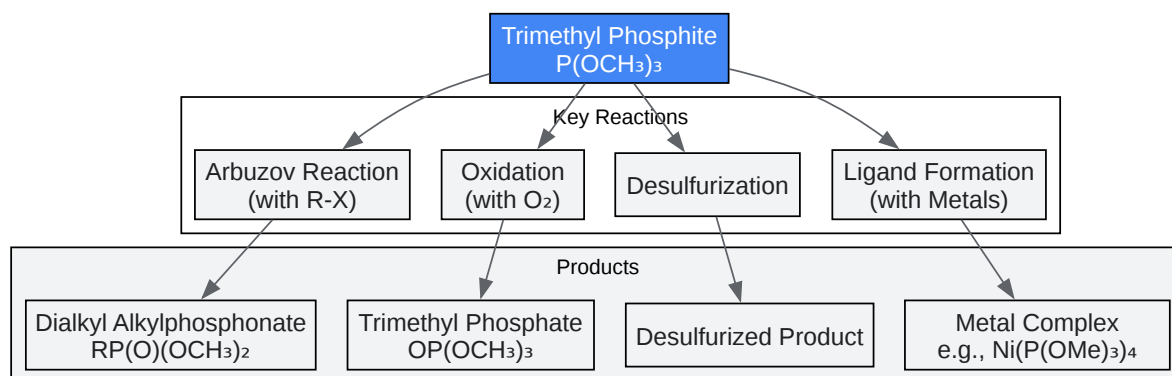 Trimethyl Phosphite
P(OCH₃)₃
Key Reactions
Arbuzov Reaction
(with R-X)
Oxidation
(with O₂)
Desulfurization
Ligand Formation
(with Metals)
Products
Dialkyl Alkylphosphonate
RP(O)(OCH₃)₂
Trimethyl Phosphate
OP(OCH₃)₃
Desulfurized Product
Metal Complex
e.g., Ni(P(OMe)₃)₄